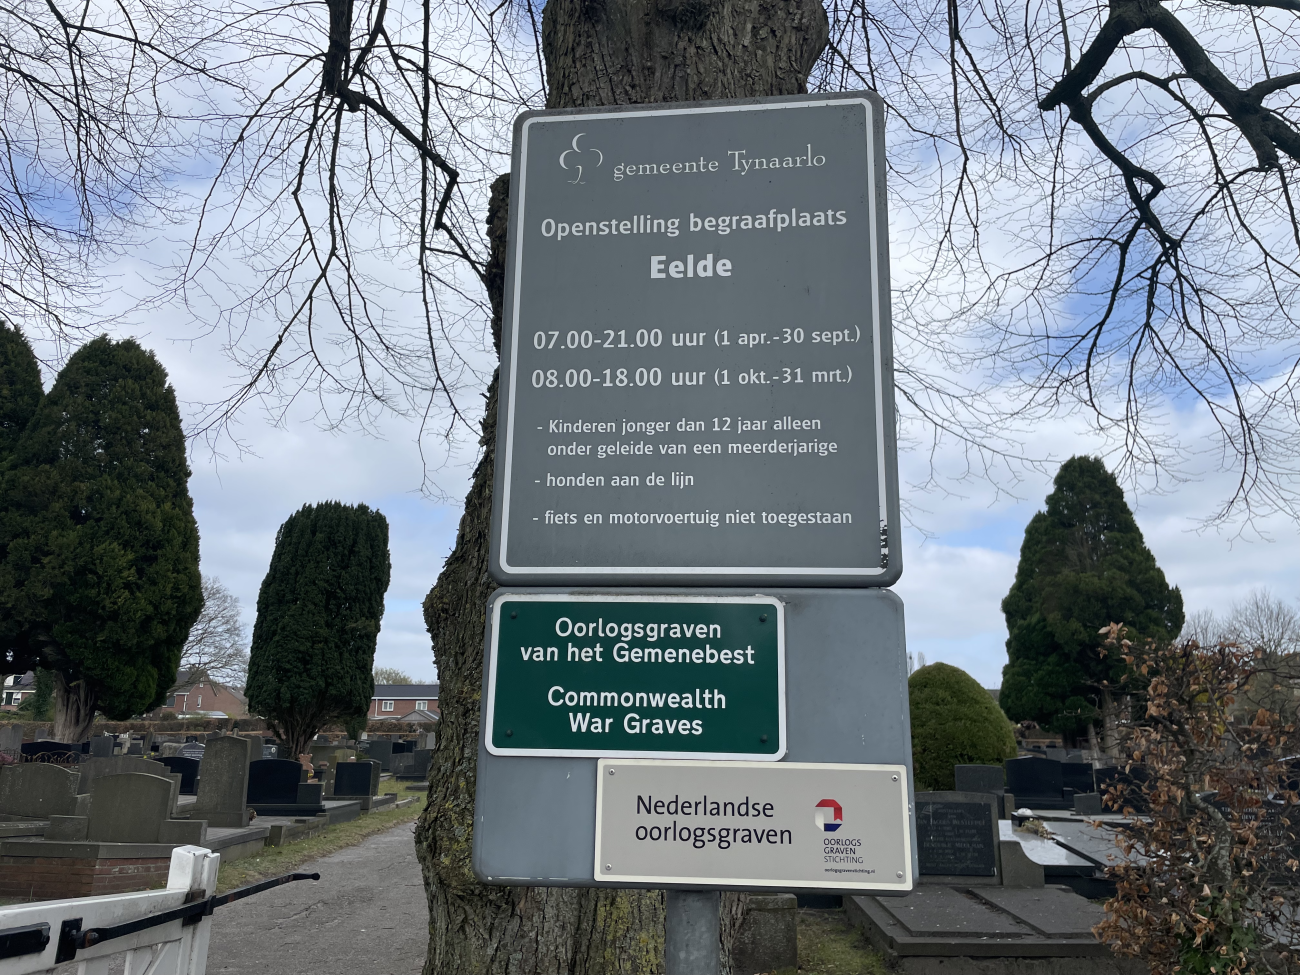 gemeente Tynaarlo
Openstelling begraafplaats
Eelde
07.00-21.00 uur (1 apr.-30 sept.)
08.00-18.00 uur (1 okt.-31 mrt.)
- Kinderen jonger dan 12 jaar alleen
onder geleide van een meerderjarige
- honden aan de lijn
- fiets en motorvoertuig niet toegestaan
Oorlogsgraven
van het Gemenebest
Commonwealth
War Graves
Nederlandse
oorlogsgraven
OORLOGS
GRAVEN
STICHTING
oorlogsgravenstichting.nl